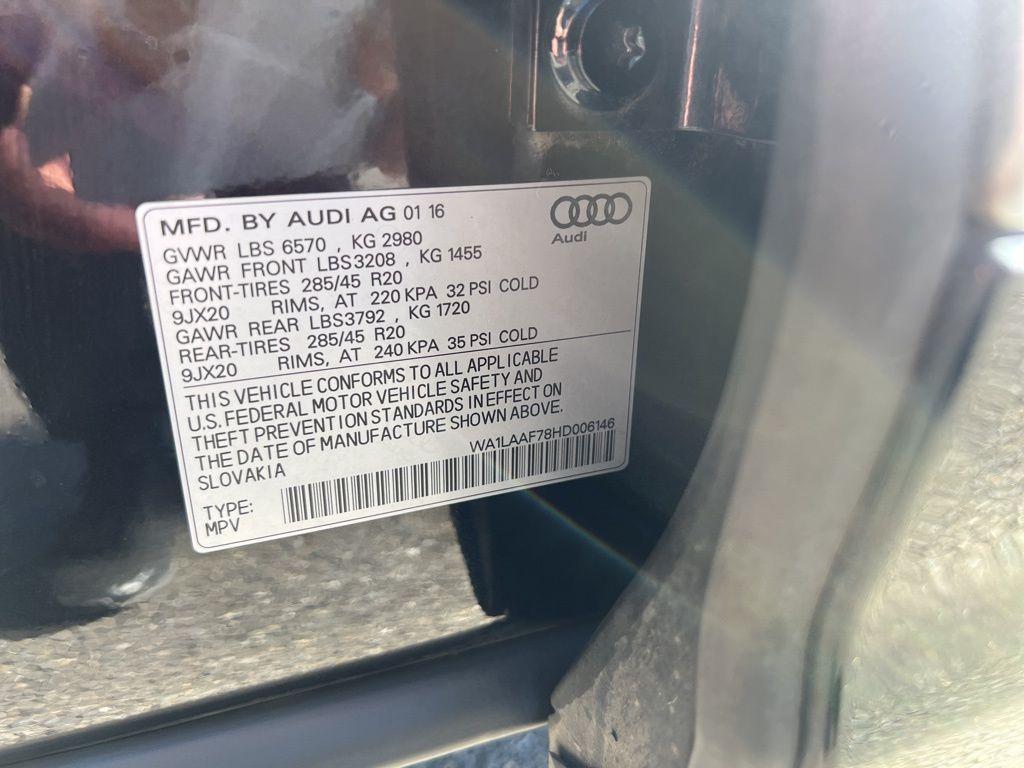 MFD. BY AUDI AG 01 16
Audi
GVWR LBS 6570 , KG 2980
GAWR FRONT LBS3208 , KG 1455
FRONT-TIRES 285/45 R20
9JX20 RIMS, AT 220 KPA 32 PSI COLD
GAWR REAR LBS3792 , KG 1720
REAR-TIRES 285/45 R20
9JX20 RIMS, AT 240 KPA 35 PSI COLD
THIS VEHICLE CONFORMS TO ALL APPLICABLE
U.S. FEDERAL MOTOR VEHICLE SAFETY AND
THEFT PREVENTION STANDARDS IN EFFECT ON
THE DATE OF MANUFACTURE SHOWN ABOVE.
SLOVAKIA WA1LAAF78HD006146
TYPE:
MPV